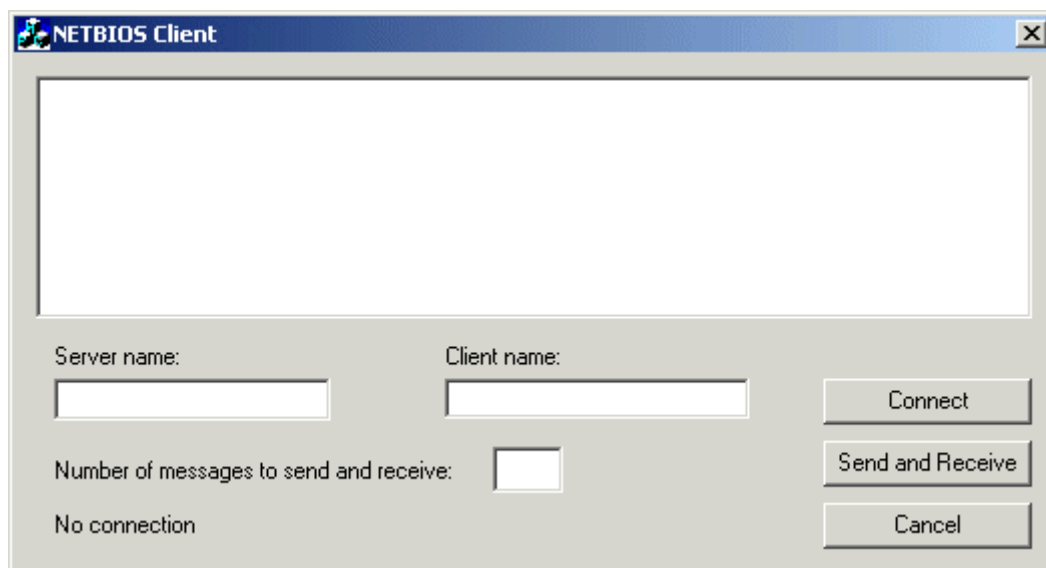 NETBIOS Client
Server name:
Client name:
Connect
Number of messages to send and receive:
Send and Receive
No connection
Cancel